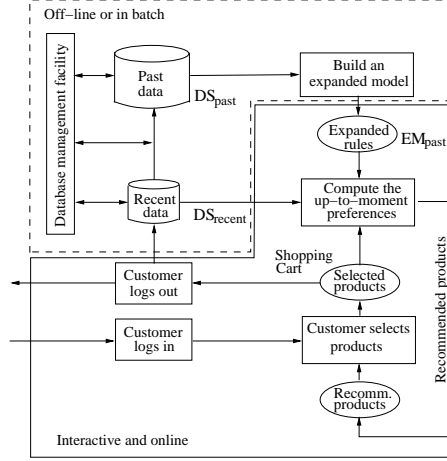 Off−line or in batch
Database management facility
Past
data
DSpast
Build an
expanded model
Expanded
rules
EMpast
Recent
data
DSrecent
Compute the
up−to−moment
preferences
Shopping
Cart
Customer
logs out
Selected
products
Customer
logs in
Customer selects
products
Recommended products
Recomm.
products
Interactive and online